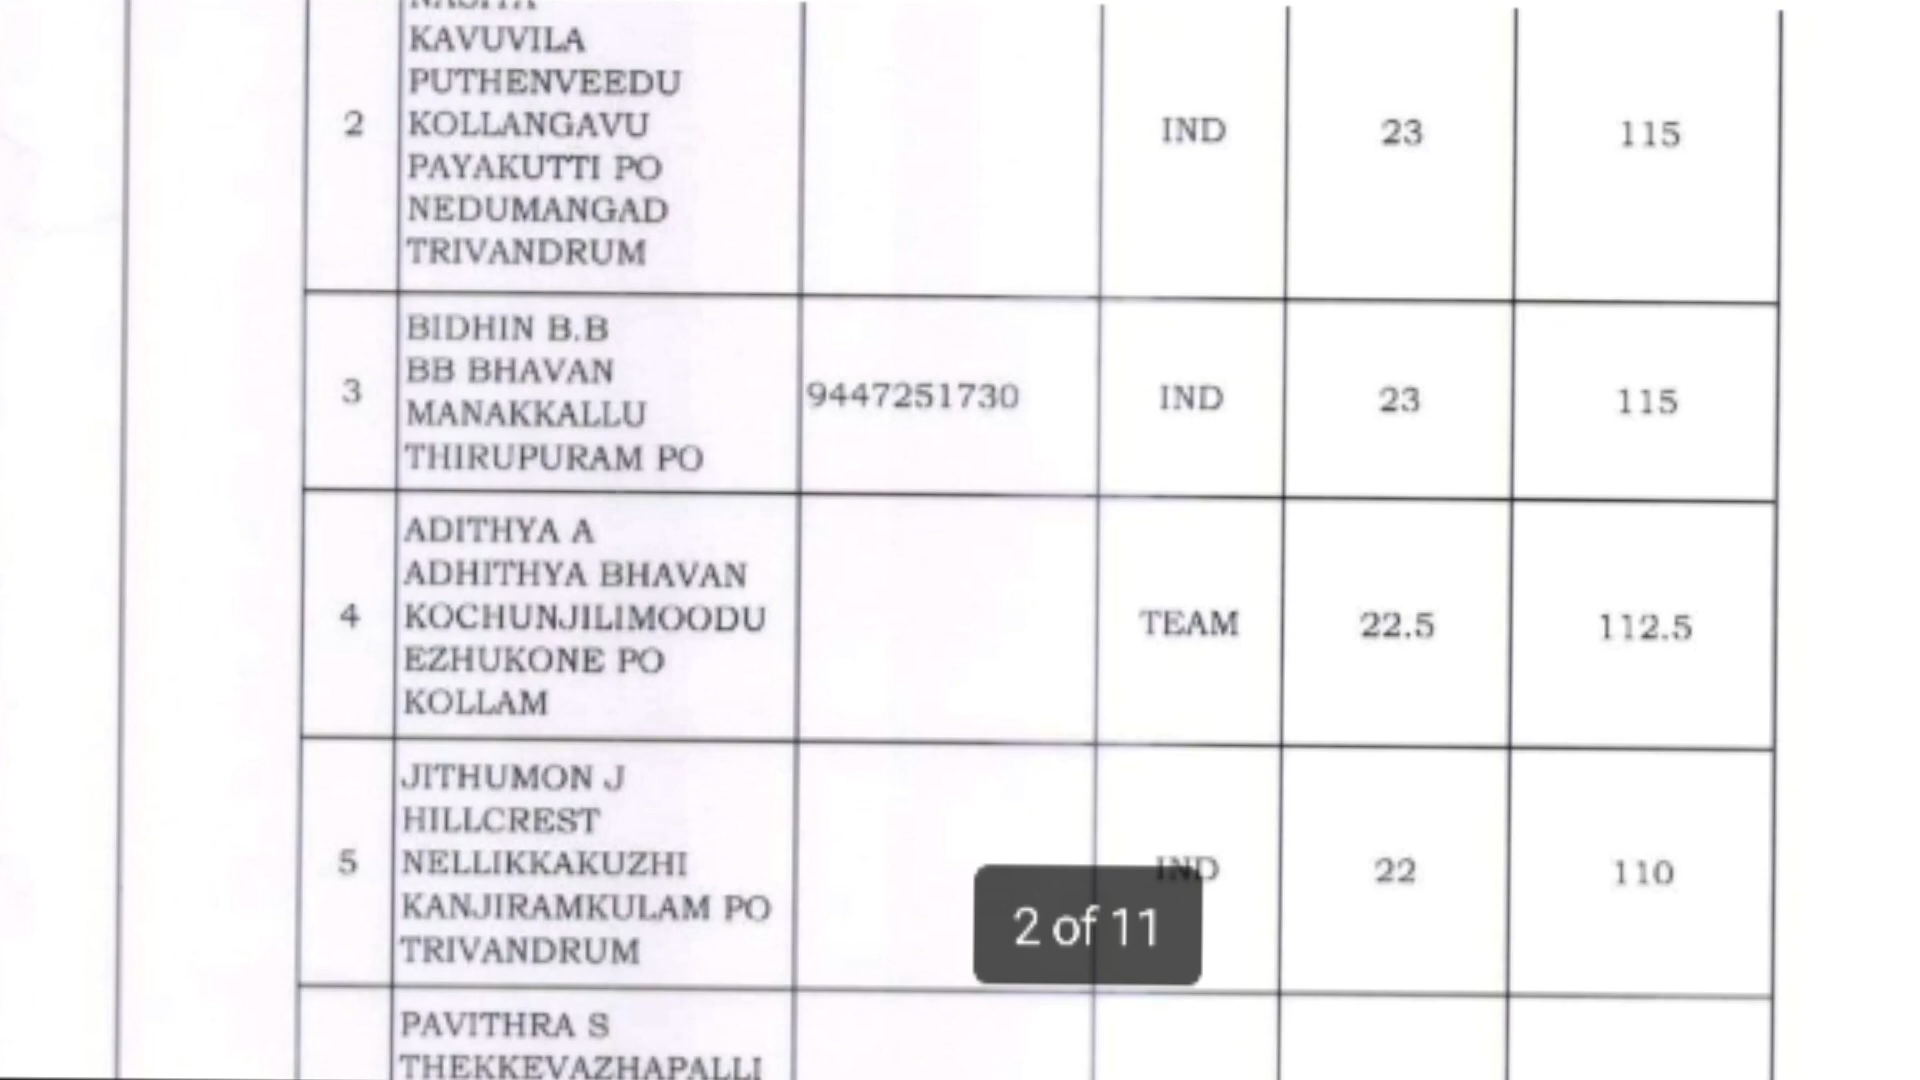 NASIYA
KAVUVILA
PUTHENVEEDU
KOLLANGAVU
PAYAKUTTI PO
NEDUMANGAD
TRIVANDRUM
2
IND
23
115
BIDHIN B.B
BB BHAVAN
MANAKKALLU
THIRUPURAM PO
3
9447251730
IND
23
115
ADITHYA A
ADHITHYA BHAVAN
KOCHUNJILIMOODU
EZHUKONE PO
KOLLAM
4
TEAM
22.5
112.5
JITHUMON J
HILLCREST
NELLIKKAKUZHI
KANJIRAMKULAM PO
TRIVANDRUM
5
IND
22
110
2 of 11
PAVITHRA S
THEKKEVAZHAPALLI